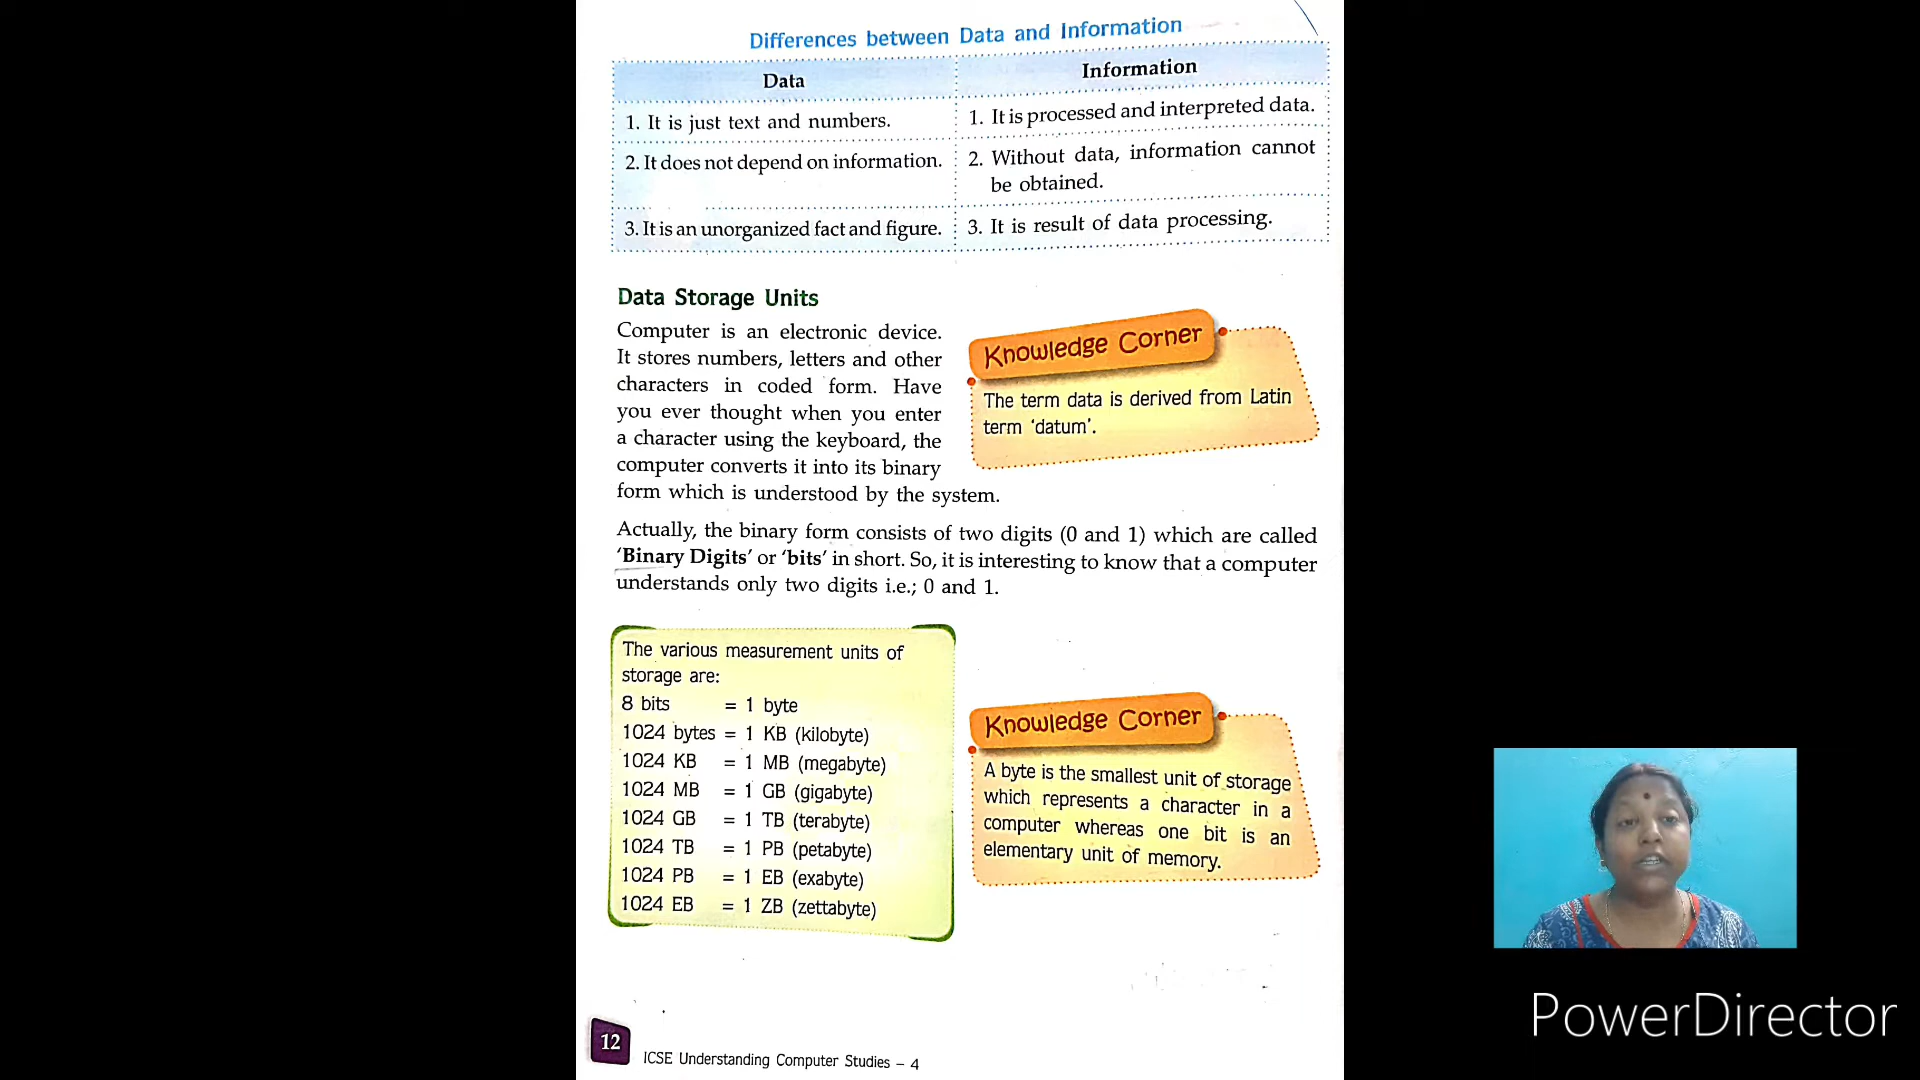 Differences between Data and Information
Data
Information
1. It is just text and numbers.
1. It is processed and interpreted data.
2. It does not depend on information.
2. Without data, information cannot
be obtained.
3. It is an unorganized fact and figure.
3. It is result of data processing.
Data Storage Units
Computer is an electronic device.
It stores numbers, letters and other
characters in coded form. Have
you ever thought when you enter
a character using the keyboard, the
computer converts it into its binary
form which is understood by the system.
Knowledge Corner
The term data is derived from Latin
term ‘datum’.
Actually, the binary form consists of two digits (0 and 1) which are called
‘Binary Digits’ or ‘bits’ in short. So, it is interesting to know that a computer
understands only two digits i.e.; 0 and 1.
The various measurement units of
storage are:
8 bits = 1 byte
1024 bytes = 1 KB (kilobyte)
1024 KB = 1 MB (megabyte)
1024 MB = 1 GB (gigabyte)
1024 GB = 1 TB (terabyte)
1024 TB = 1 PB (petabyte)
1024 PB = 1 EB (exabyte)
1024 EB = 1 ZB (zettabyte)
Knowledge Corner
A byte is the smallest unit of storage
which represents a character in a
computer whereas one bit is an
elementary unit of memory.
12
ICSE Understanding Computer Studies – 4
PowerDirector